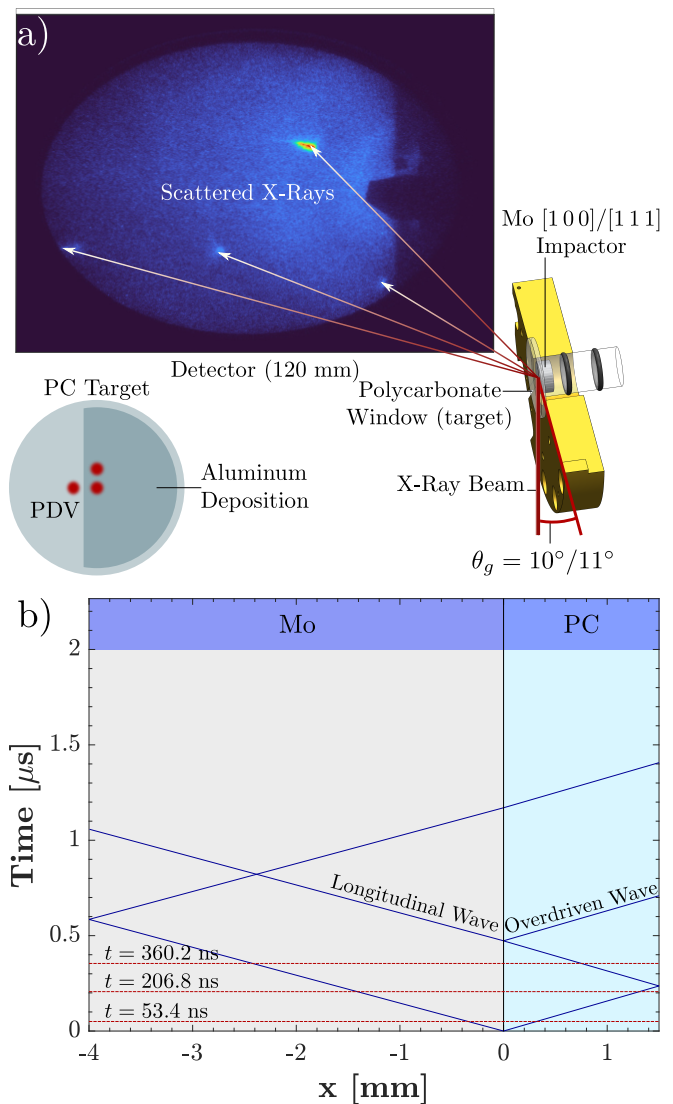 a)
Scattered X-Rays
Mo [1 0 0]/[1 1 1]
Impactor
Detector (120 mm)
Polycarbonate
Window (target)
PC Target
Aluminum
Deposition
PDV
X-Ray Beam
θg = 10°/11°
b)
Mo
PC
2
1.5
1
0.5
0
Time [μs]
Longitudinal Wave
Overdriven Wave
t = 360.2 ns
t = 206.8 ns
t = 53.4 ns
-4
-3
-2
-1
0
1
x [mm]